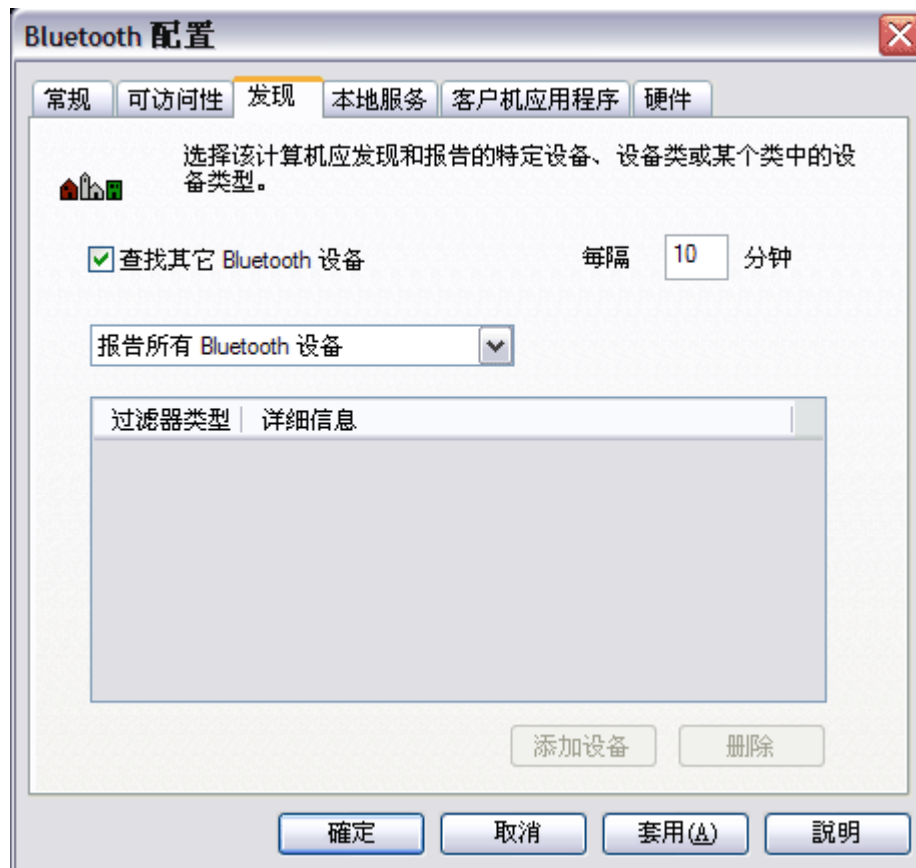 Bluetooth 配置
常规 可访问性 发现 本地服务 客户机应用程序 硬件
选择该计算机应发现和报告的特定设备、设备类或某个类中的设
备类型。
查找其它 Bluetooth 设备 每隔 10 分钟
报告所有 Bluetooth 设备
过滤器类型 详细信息
添加设备 删除
確定 取消 套用(A) 説明